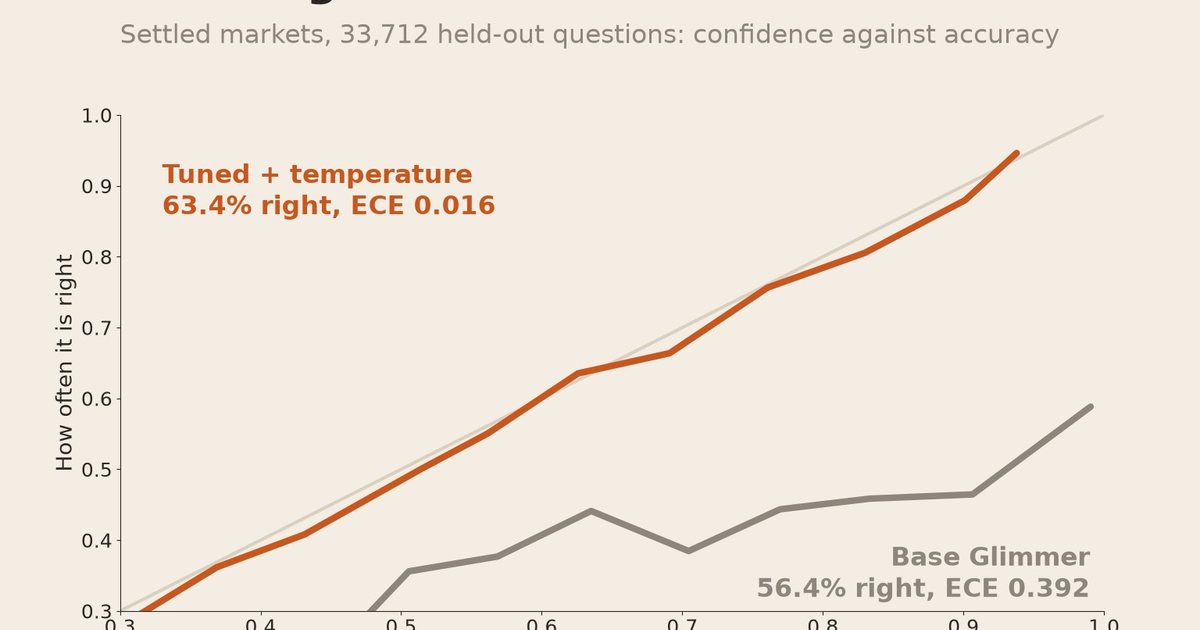 Settled markets, 33,712 held-out questions: confidence against accuracy
1.0
Tuned + temperature
0.9
63.4% right, ECE 0.016
0.8
How often it is right
0.7
0.6
0.5
0.4
Base Glimmer
56.4% right, ECE 0.392
0.3
0.3 0.4 0.5 0.6 0.7 0.8 0.9 1.0